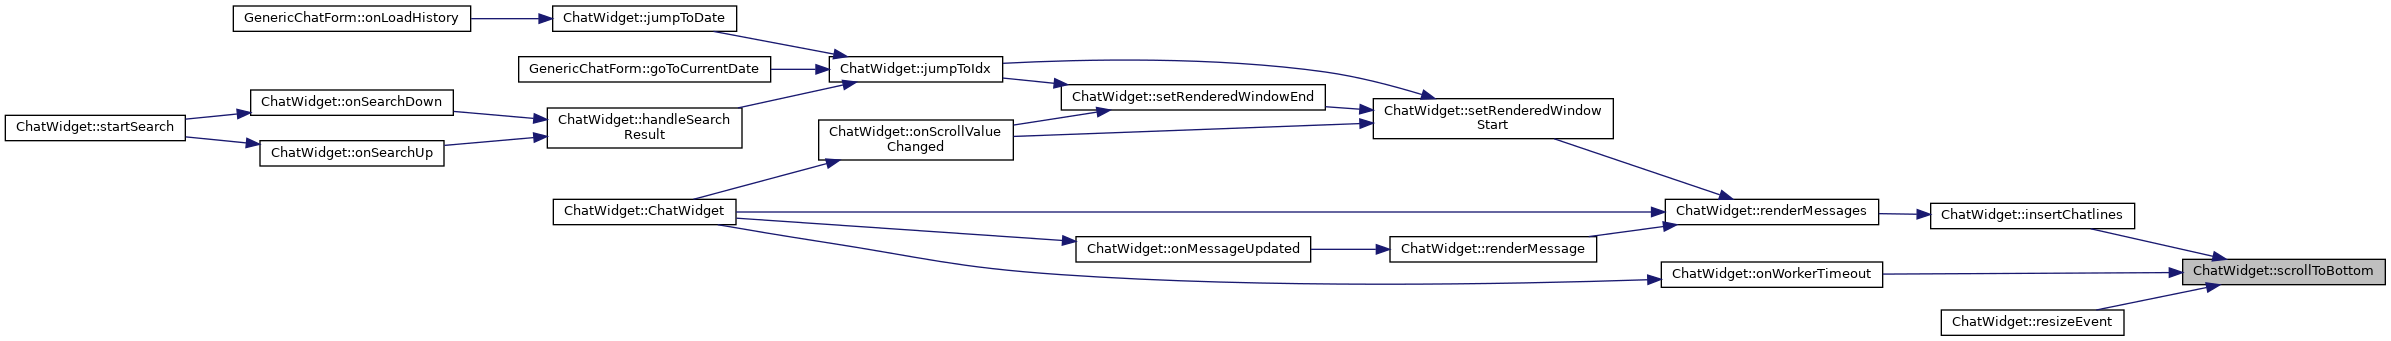 GenericChatForm::onLoadHistory
ChatWidget::jumpToDate
GenericChatForm::goToCurrentDate
ChatWidget::jumpToIdx
ChatWidget::startSearch
ChatWidget::onSearchDown
ChatWidget::onSearchUp
ChatWidget::handleSearch
Result
ChatWidget::setRenderedWindowEnd
ChatWidget::onScrollValue
Changed
ChatWidget::setRenderedWindow
Start
ChatWidget::ChatWidget
ChatWidget::onMessageUpdated
ChatWidget::renderMessage
ChatWidget::renderMessages
ChatWidget::insertChatlines
ChatWidget::onWorkerTimeout
ChatWidget::scrollToBottom
ChatWidget::resizeEvent